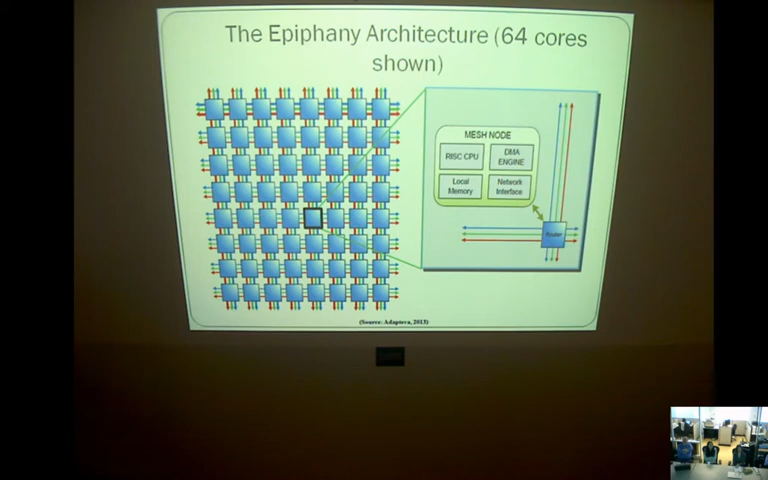 The Epiphany Architecture (64 cores
shown)
MESH NODE
RISC CPU
DMA
ENGINE
Local
Memory
Network
Interface
Router
(Source: Adapteva, 2013)